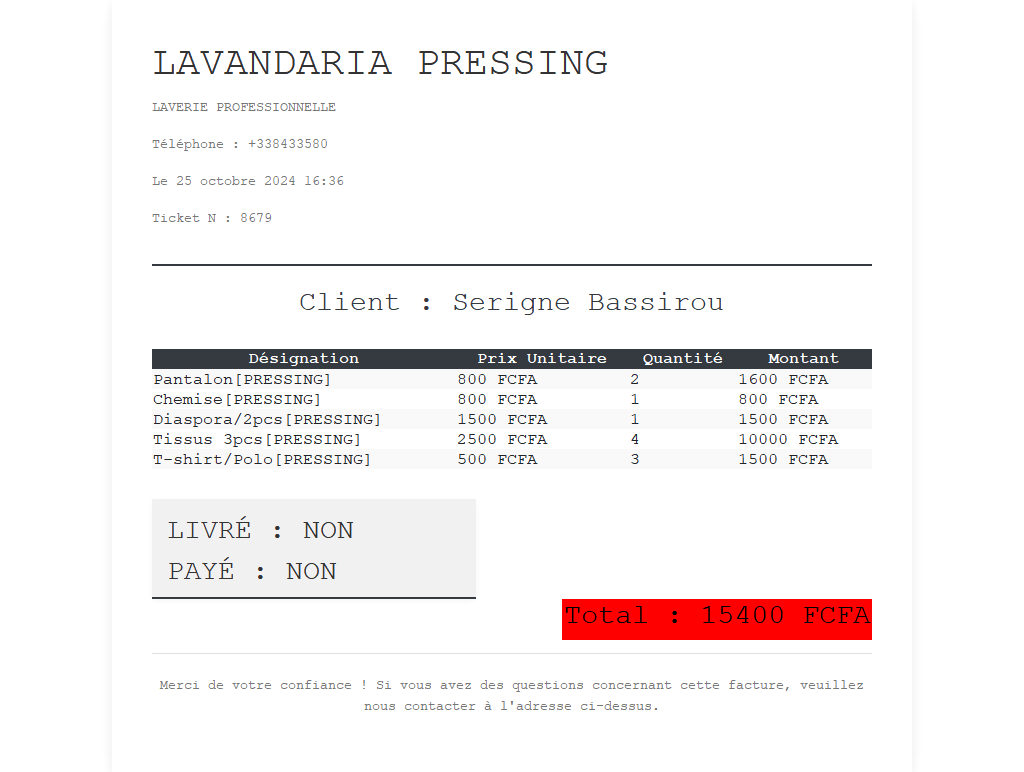 LAVANDARIA PRESSING
LAVERIE PROFESSIONNELLE
Téléphone : +338433580
Le 25 octobre 2024 16:36
Ticket N : 8679
Client : Serigne Bassirou
Désignation Prix Unitaire Quantité Montant
Pantalon[PRESSING] 800 FCFA 2 1600 FCFA
Chemise[PRESSING] 800 FCFA 1 800 FCFA
Diaspora/2pcs[PRESSING] 1500 FCFA 1 1500 FCFA
Tissus 3pcs[PRESSING] 2500 FCFA 4 10000 FCFA
T-shirt/Polo[PRESSING] 500 FCFA 3 1500 FCFA
LIVRÉ : NON
PAYÉ : NON
Total : 15400 FCFA
Merci de votre confiance ! Si vous avez des questions concernant cette facture, veuillez
nous contacter à l'adresse ci-dessus.